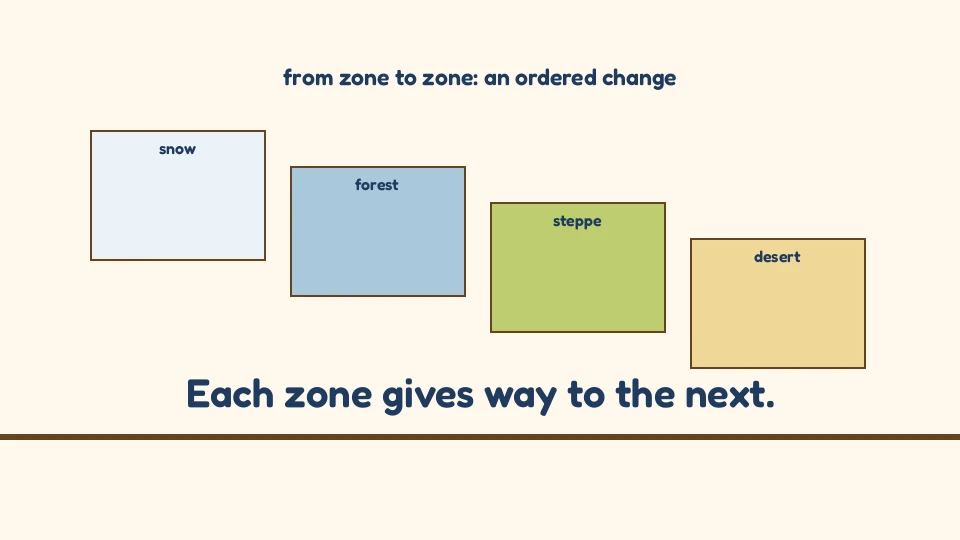 from zone to zone: an ordered change
snow
forest
steppe
desert
Each zone gives way to the next.